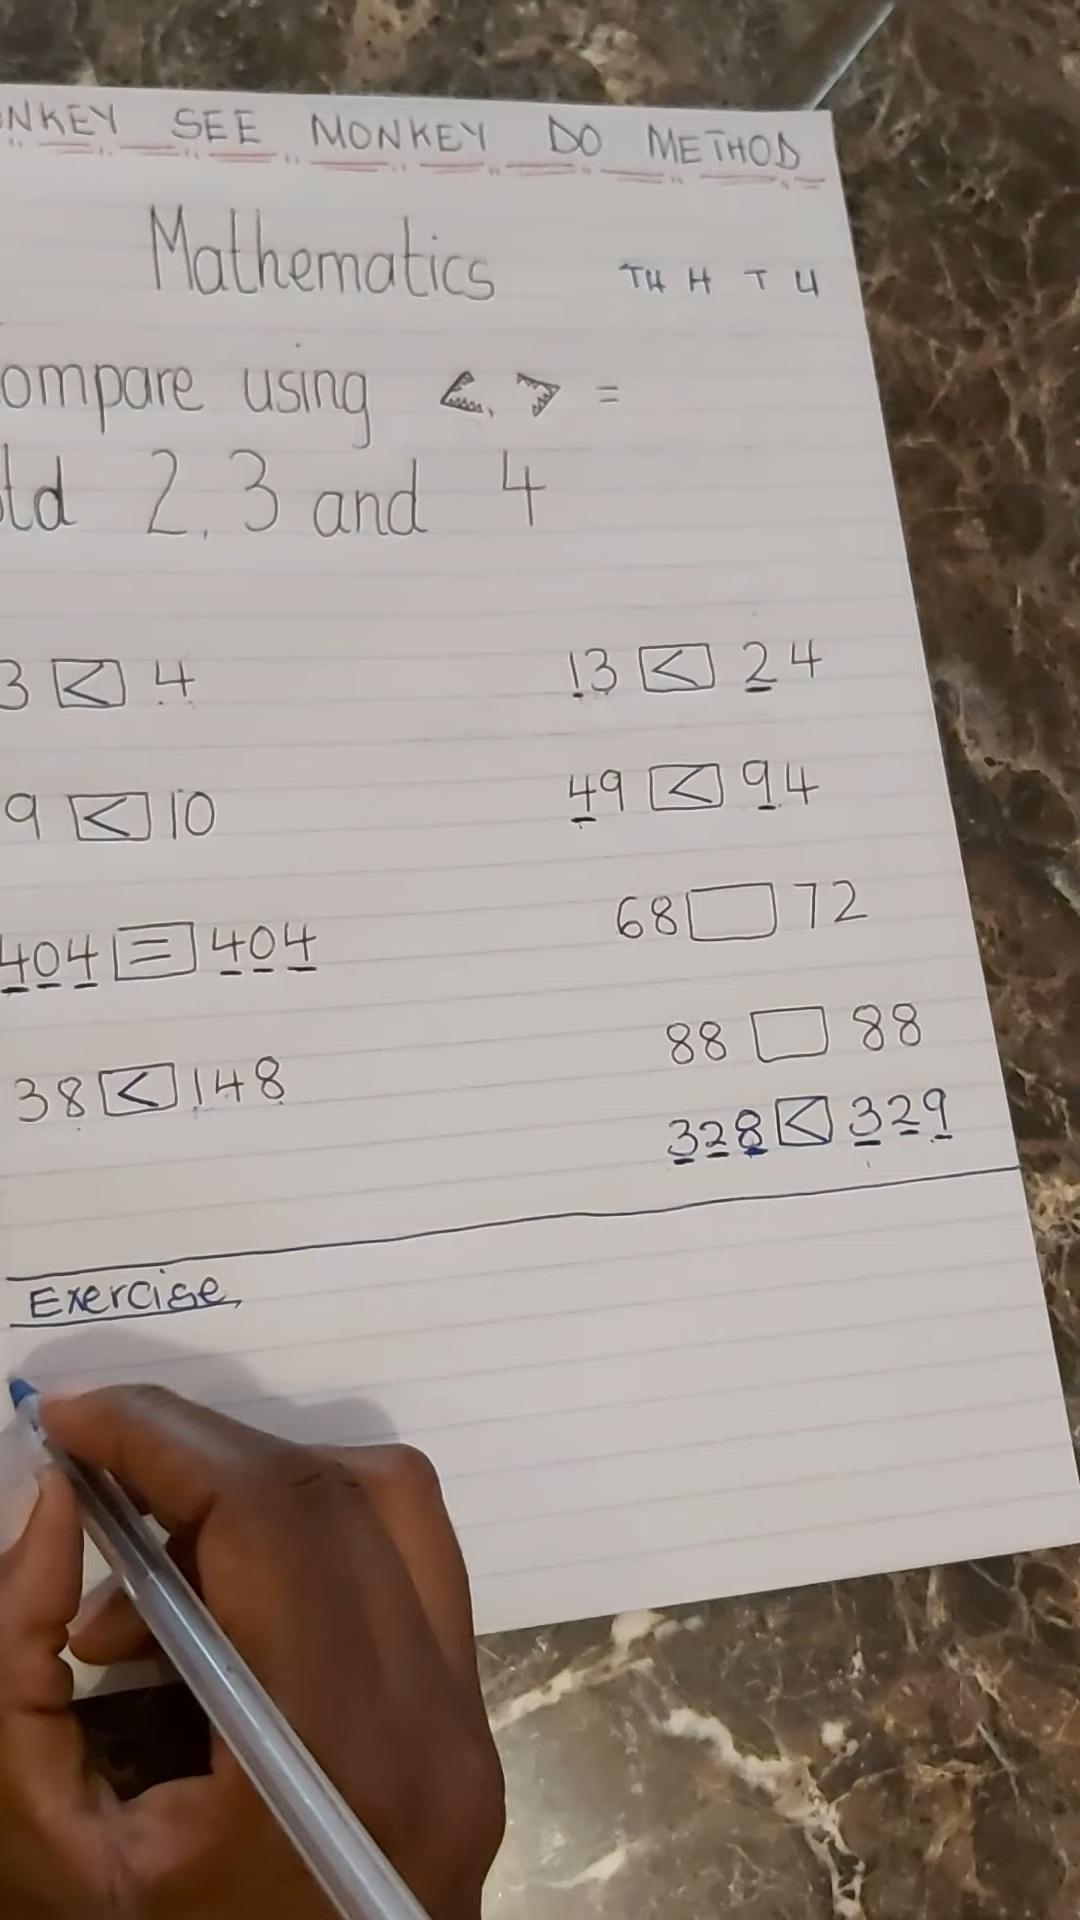 NKEY SEE MONKEY DO METHOD
Mathematics TH H T U
ompare using <, > =
td 2, 3 and 4
3 < 4 13 < 24
9 < 10 49 < 94
404 = 404 68 72
38 < 148 88 88
328 < 329
Exercise